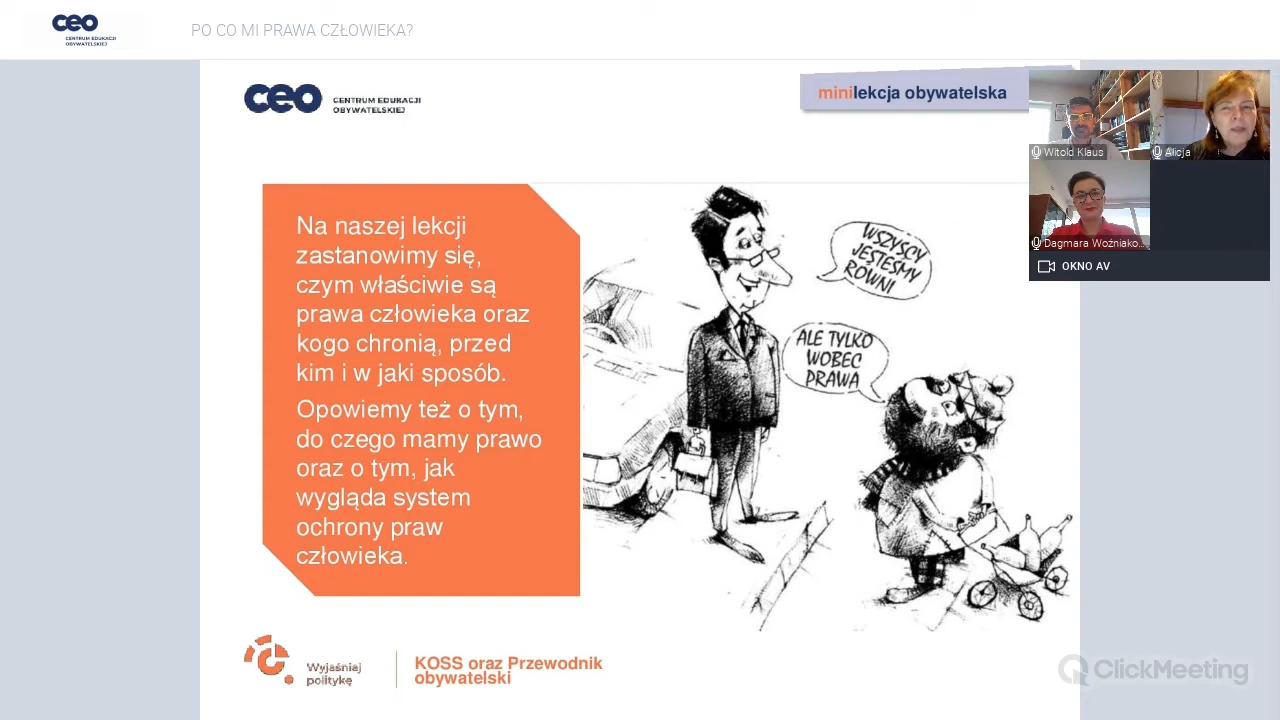 ceo
CENTRUM EDUKACJI
OBYWATELSKIEJ
PO CO MI PRAWA CZŁOWIEKA?
ceo
CENTRUM EDUKACJI
OBYWATELSKIEJ
minilekcja obywatelska
Witold Klaus
Alicja
Dagmara Woźniako...
OKNO AV
Na naszej lekcji
zastanowimy się,
czym właściwie są
prawa człowieka oraz
kogo chronią, przed
kim i w jaki sposób.
Opowiemy też o tym,
do czego mamy prawo
oraz o tym, jak
wygląda system
ochrony praw
człowieka.
WSZYSCY
JESTEŚMY
RÓWNI
ALE TYLKO
WOBEC
PRAWA
Wyjaśniaj
politykę
KOSS oraz Przewodnik
obywatelski
ClickMeeting